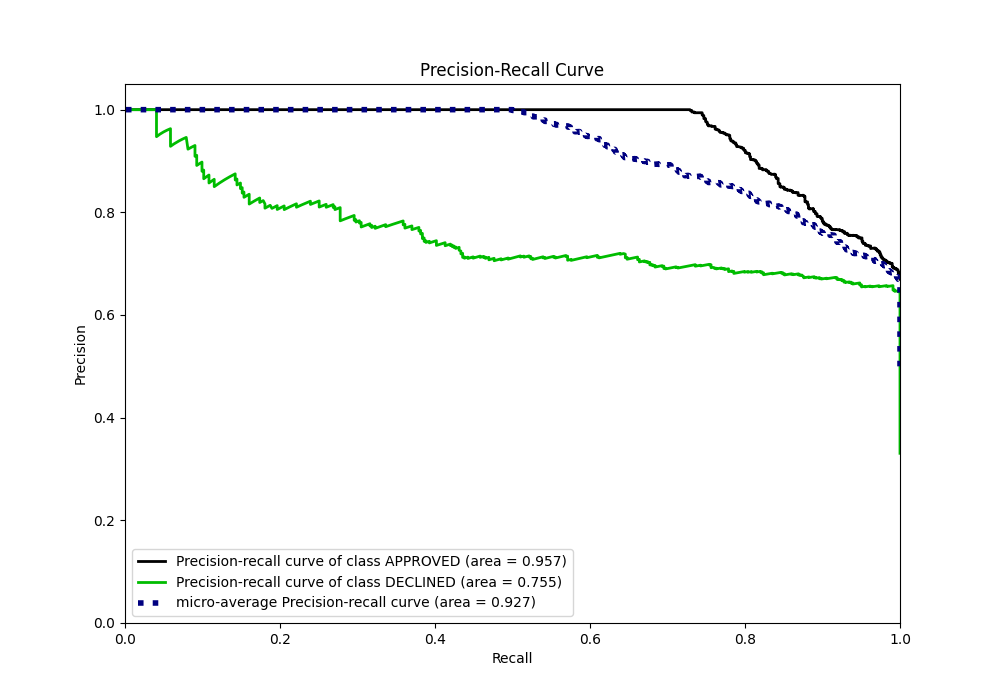 Precision-Recall Curve
1.0
0.8
0.6
0.4
0.2
0.0
Precision
Precision-recall curve of class APPROVED (area = 0.957)
Precision-recall curve of class DECLINED (area = 0.755)
micro-average Precision-recall curve (area = 0.927)
0.0 0.2 0.4 0.6 0.8 1.0
Recall